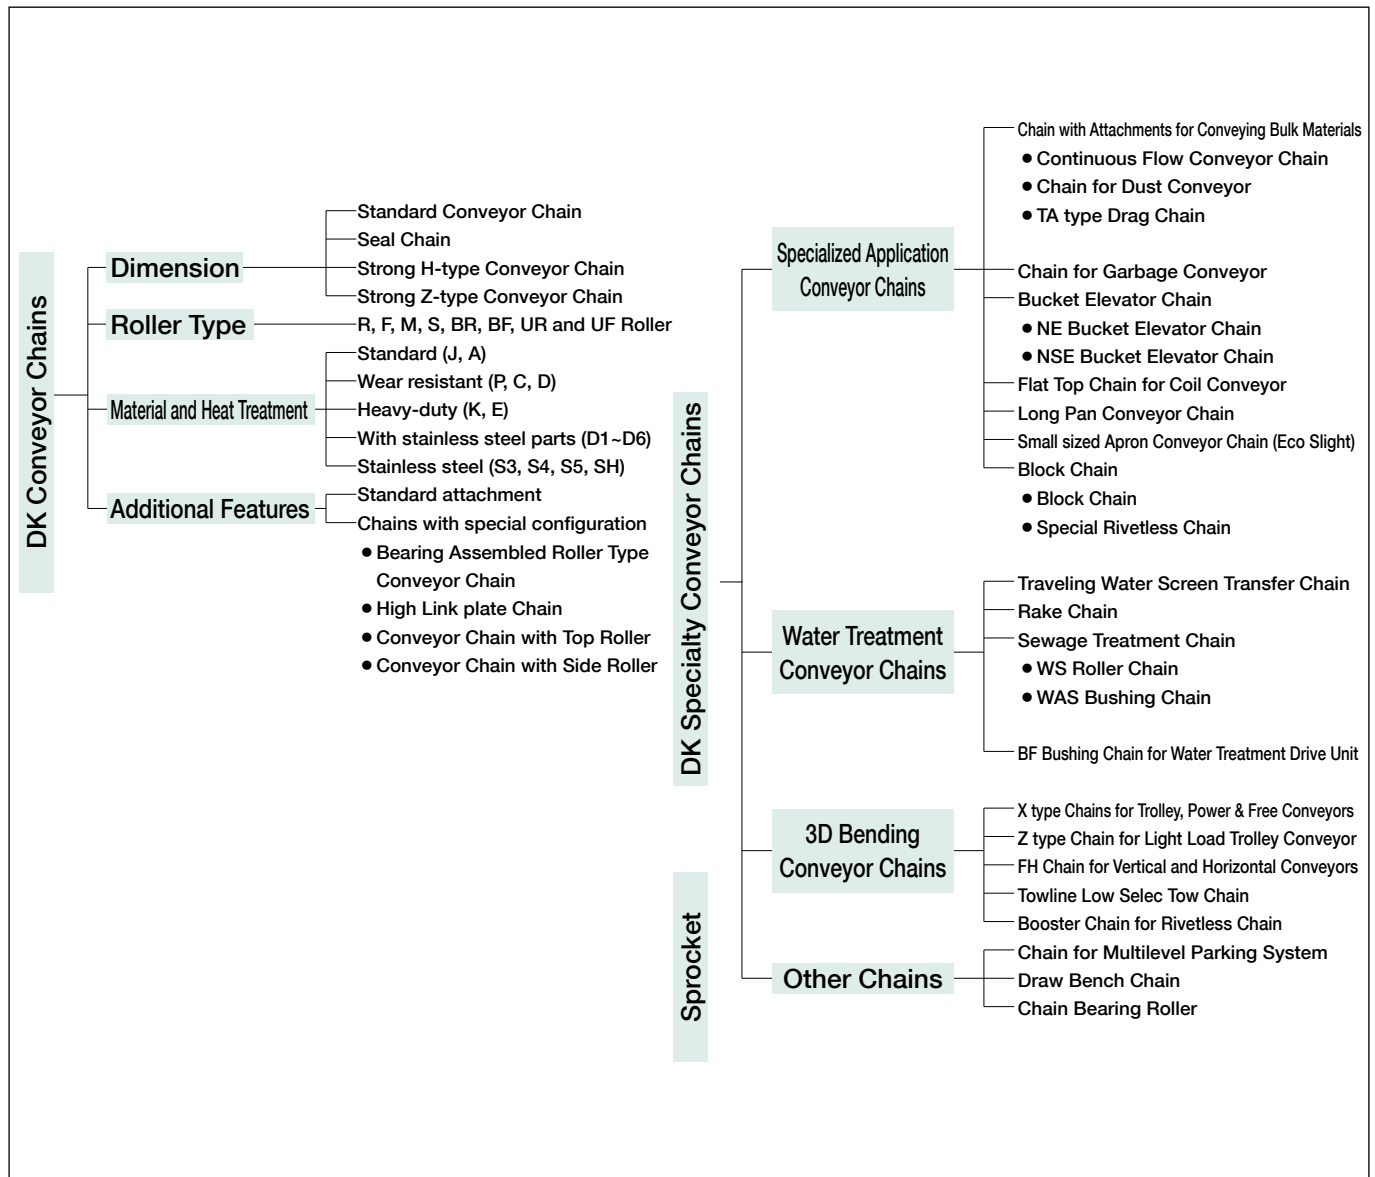 DK Conveyor Chains
Dimension
Standard Conveyor Chain
Seal Chain
Strong H-type Conveyor Chain
Strong Z-type Conveyor Chain
Roller Type
R, F, M, S, BR, BF, UR and UF Roller
Material and Heat Treatment
Standard (J, A)
Wear resistant (P, C, D)
Heavy-duty (K, E)
With stainless steel parts (D1~D6)
Stainless steel (S3, S4, S5, SH)
Additional Features
Standard attachment
Chains with special configuration
● Bearing Assembled Roller Type
Conveyor Chain
● High Link plate Chain
● Conveyor Chain with Top Roller
● Conveyor Chain with Side Roller
DK Specialty Conveyor Chains
Specialized Application
Conveyor Chains
Chain with Attachments for Conveying Bulk Materials
● Continuous Flow Conveyor Chain
● Chain for Dust Conveyor
● TA type Drag Chain
Chain for Garbage Conveyor
Bucket Elevator Chain
● NE Bucket Elevator Chain
● NSE Bucket Elevator Chain
Flat Top Chain for Coil Conveyor
Long Pan Conveyor Chain
Small sized Apron Conveyor Chain (Eco Slight)
Block Chain
● Block Chain
● Special Rivetless Chain
Water Treatment
Conveyor Chains
Traveling Water Screen Transfer Chain
Rake Chain
Sewage Treatment Chain
● WS Roller Chain
● WAS Bushing Chain
BF Bushing Chain for Water Treatment Drive Unit
3D Bending
Conveyor Chains
X type Chains for Trolley, Power & Free Conveyors
Z type Chain for Light Load Trolley Conveyor
FH Chain for Vertical and Horizontal Conveyors
Towline Low Selec Tow Chain
Booster Chain for Rivetless Chain
Other Chains
Chain for Multilevel Parking System
Draw Bench Chain
Chain Bearing Roller
Sprocket